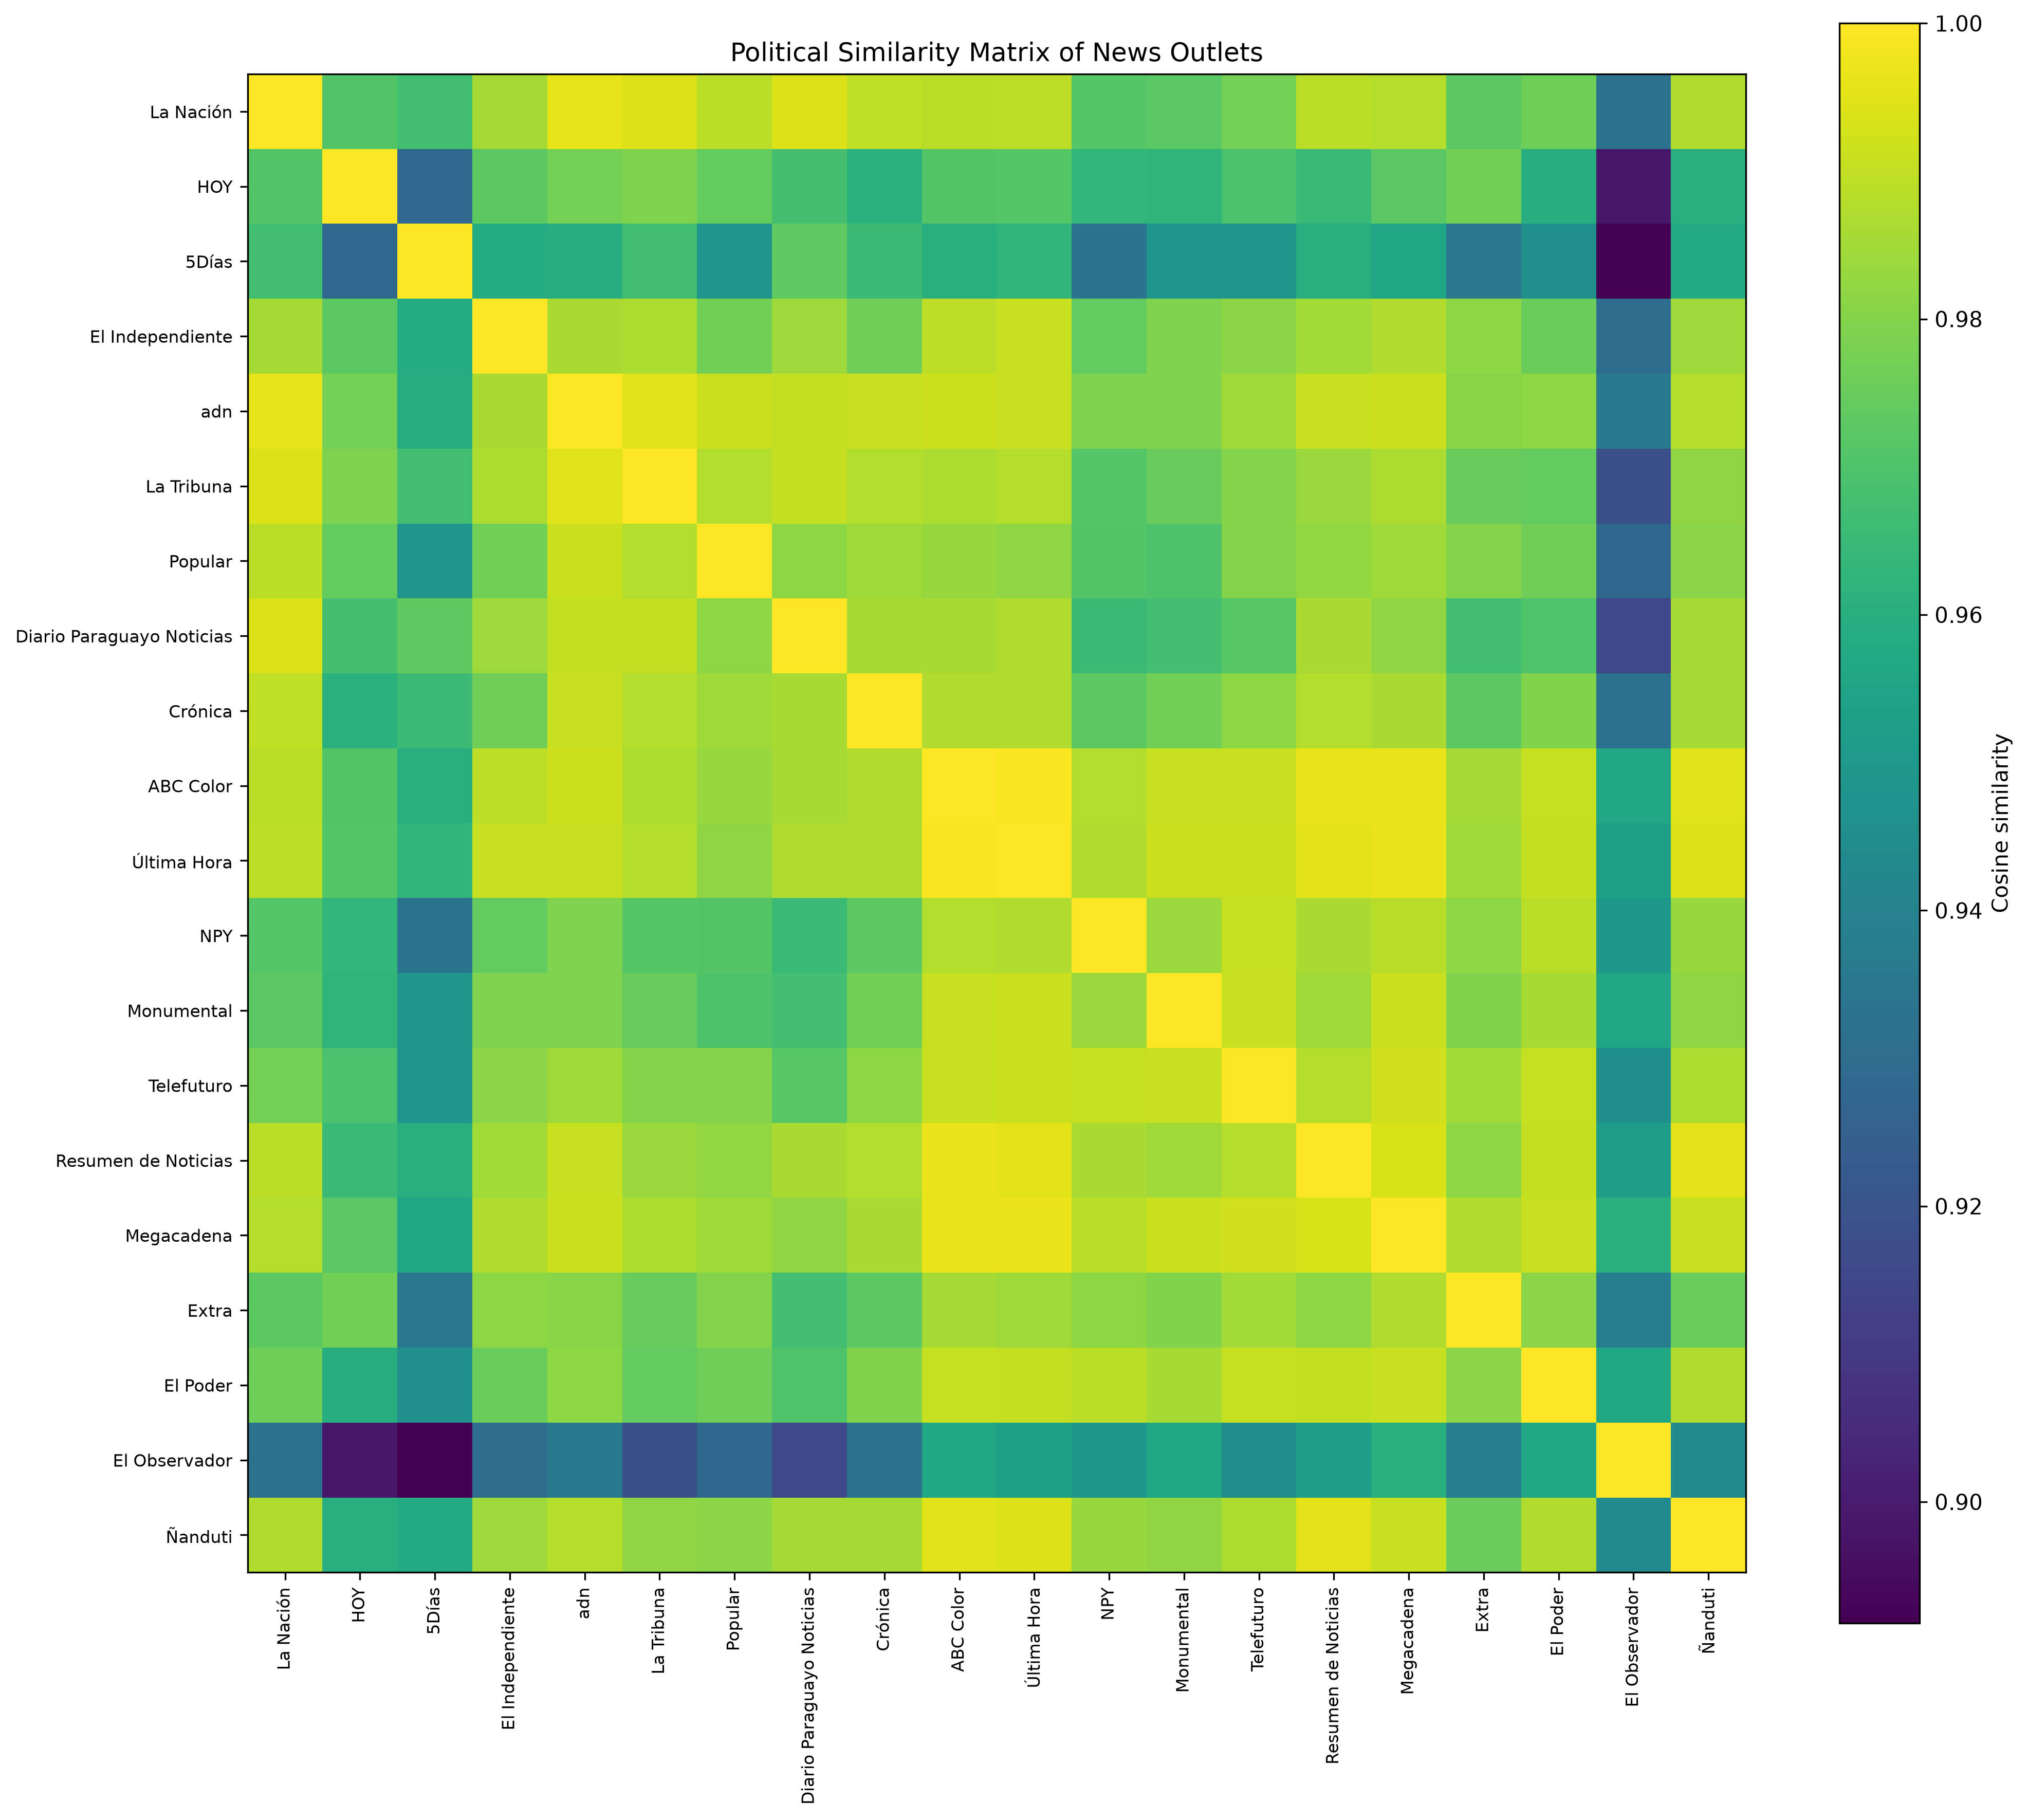 Political Similarity Matrix of News Outlets
La Nación
HOY
5Días
El Independiente
adn
La Tribuna
Popular
Diario Paraguayo Noticias
Crónica
ABC Color
Última Hora
NPY
Monumental
Telefuturo
Resumen de Noticias
Megacadena
Extra
El Poder
El Observador
Ñanduti
La Nación
HOY
5Días
El Independiente
adn
La Tribuna
Popular
Diario Paraguayo Noticias
Crónica
ABC Color
Última Hora
NPY
Monumental
Telefuturo
Resumen de Noticias
Megacadena
Extra
El Poder
El Observador
Ñanduti
1.00
0.98
0.96
0.94
0.92
0.90
Cosine similarity